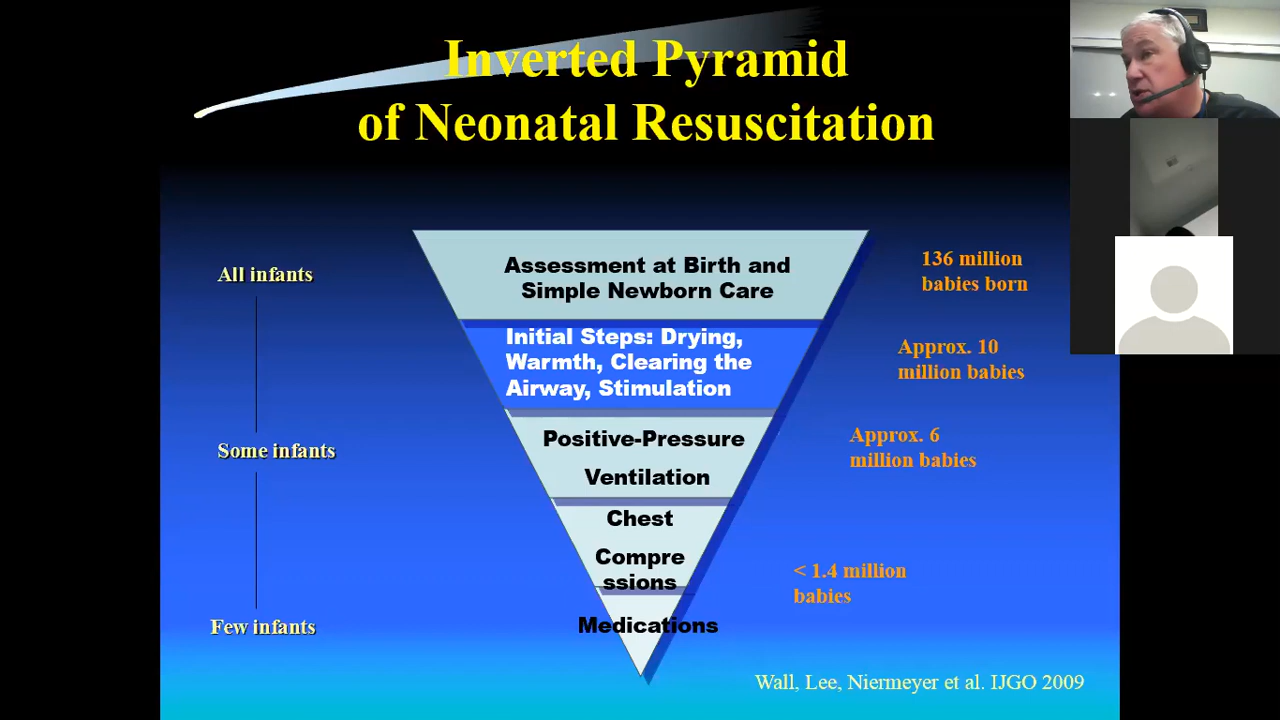 Inverted Pyramid
of Neonatal Resuscitation
All infants
Assessment at Birth and
Simple Newborn Care
136 million
babies born
Initial Steps: Drying,
Warmth, Clearing the
Airway, Stimulation
Approx. 10
million babies
Some infants
Positive-Pressure
Ventilation
Approx. 6
million babies
Chest
Compre
ssions
< 1.4 million
babies
Few infants
Medications
Wall, Lee, Niermeyer et al. IJGO 2009